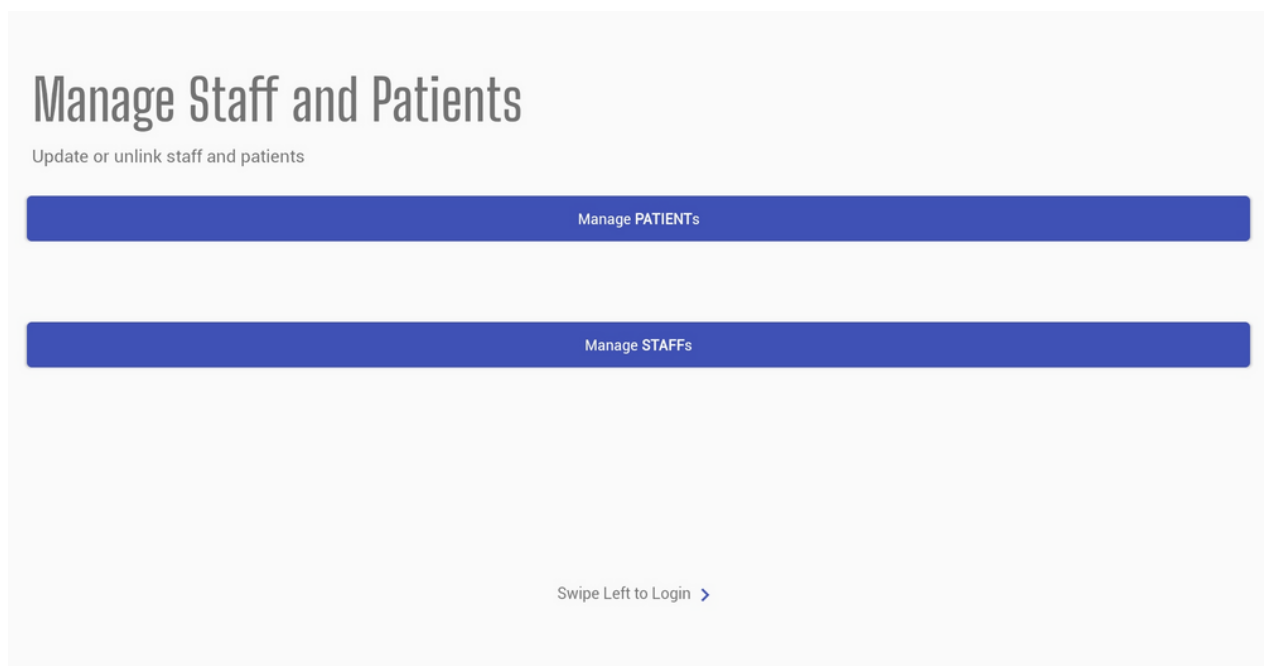 Manage Staff and Patients
Update or unlink staff and patients
Manage PATIENTs
Manage STAFFs
Swipe Left to Login